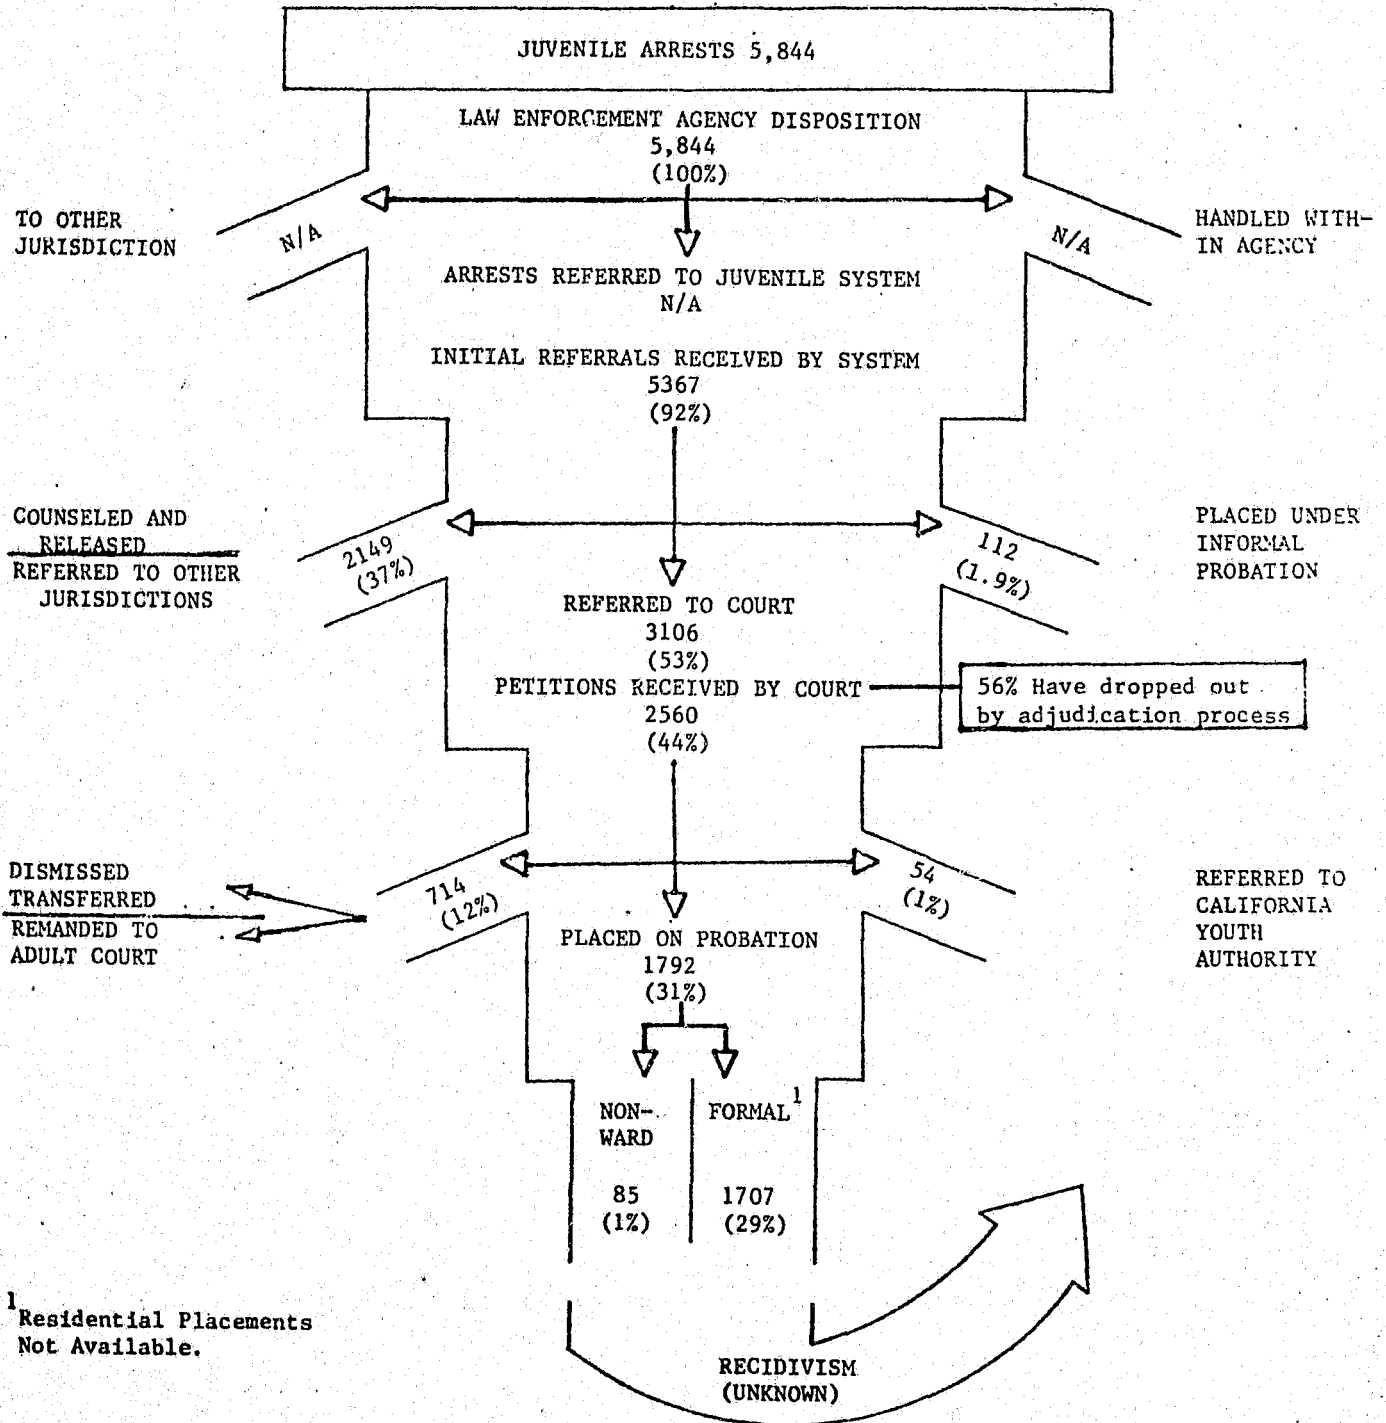 JUVENILE ARRESTS 5,844
LAW ENFORCEMENT AGENCY DISPOSITION
5,844
(100%)
TO OTHER
JURISDICTION
N/A
N/A
HANDLED WITH-
IN AGENCY
ARRESTS REFERRED TO JUVENILE SYSTEM
N/A
INITIAL REFERRALS RECEIVED BY SYSTEM
5367
(92%)
COUNSELED AND
RELEASED
REFERRED TO OTHER
JURISDICTIONS
2149
(37%)
112
(1.9%)
PLACED UNDER
INFORMAL
PROBATION
REFERRED TO COURT
3106
(53%)
PETITIONS RECEIVED BY COURT
2560
(44%)
56% Have dropped out
by adjudication process
DISMISSED
TRANSFERRED
REMANDED TO
ADULT COURT
714
(12%)
54
(1%)
REFERRED TO
CALIFORNIA
YOUTH
AUTHORITY
PLACED ON PROBATION
1792
(31%)
NON-
WARD
85
(1%)
FORMAL 1
1707
(29%)
1 Residential Placements
Not Available.
RECIDIVISM
(UNKNOWN)